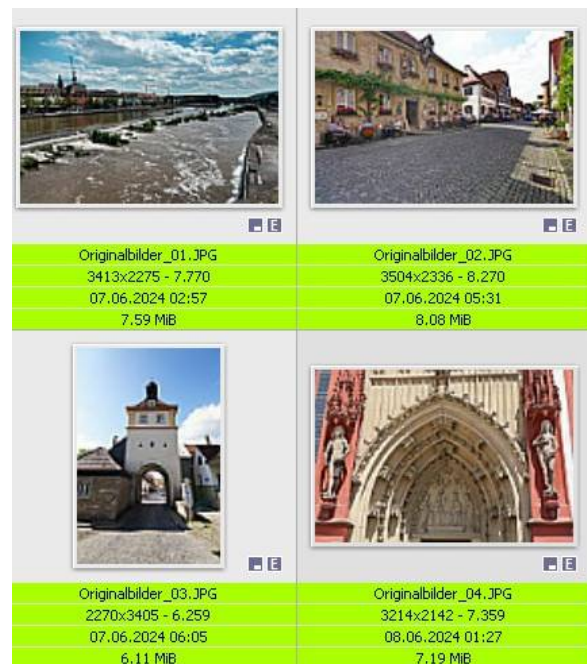 E
E
Originalbilder_01.JPG
Originalbilder_02.JPG
3413x2275 - 7.770
3504x2336 - 8.270
07.06.2024 02:57
07.06.2024 05:31
7.59 MiB
8.08 MiB
E
E
Originalbilder_03.JPG
Originalbilder_04.JPG
2270x3405 - 6.259
3214x2142 - 7.359
07.06.2024 06:05
08.06.2024 01:27
6.11 MiB
7.19 MiB